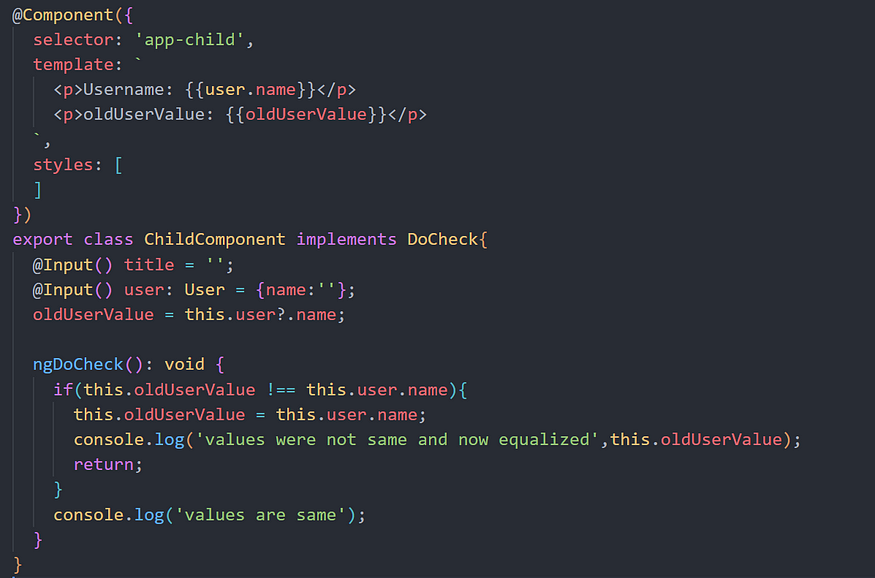 @Component({
  selector: 'app-child',
  template: `
    <p>Username: {{user.name}}</p>
    <p>oldUserValue: {{oldUserValue}}</p>
  `,
  styles: [
  ]
})
export class ChildComponent implements DoCheck{
  @Input() title = '';
  @Input() user: User = {name:''};
  oldUserValue = this.user?.name;

  ngDoCheck(): void {
    if(this.oldUserValue !== this.user.name){
      this.oldUserValue = this.user.name;
      console.log('values were not same and now equalized',this.oldUserValue);
      return;
    }
    console.log('values are same');
  }
}